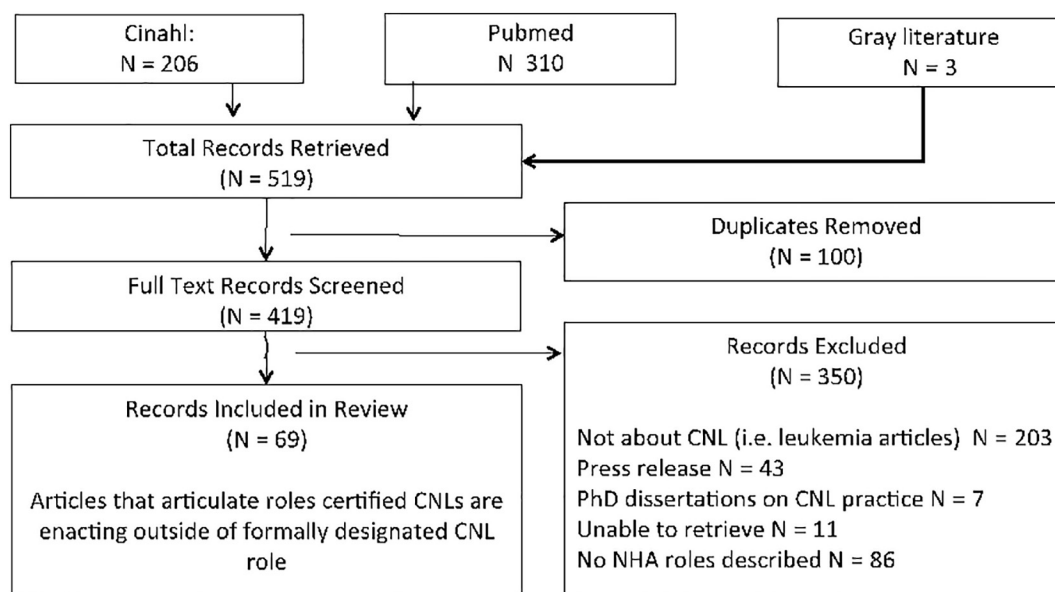 Cinahl:
N = 206
Pubmed
N 310
Gray literature
N = 3
Total Records Retrieved
(N = 519)
Duplicates Removed
(N = 100)
Full Text Records Screened
(N = 419)
Records Excluded
(N = 350)
Not about CNL (i.e. leukemia articles) N = 203
Press release N = 43
PhD dissertations on CNL practice N = 7
Unable to retrieve N = 11
No NHA roles described N = 86
Records Included in Review
(N = 69)
Articles that articulate roles certified CNLs are
enacting outside of formally designated CNL
role